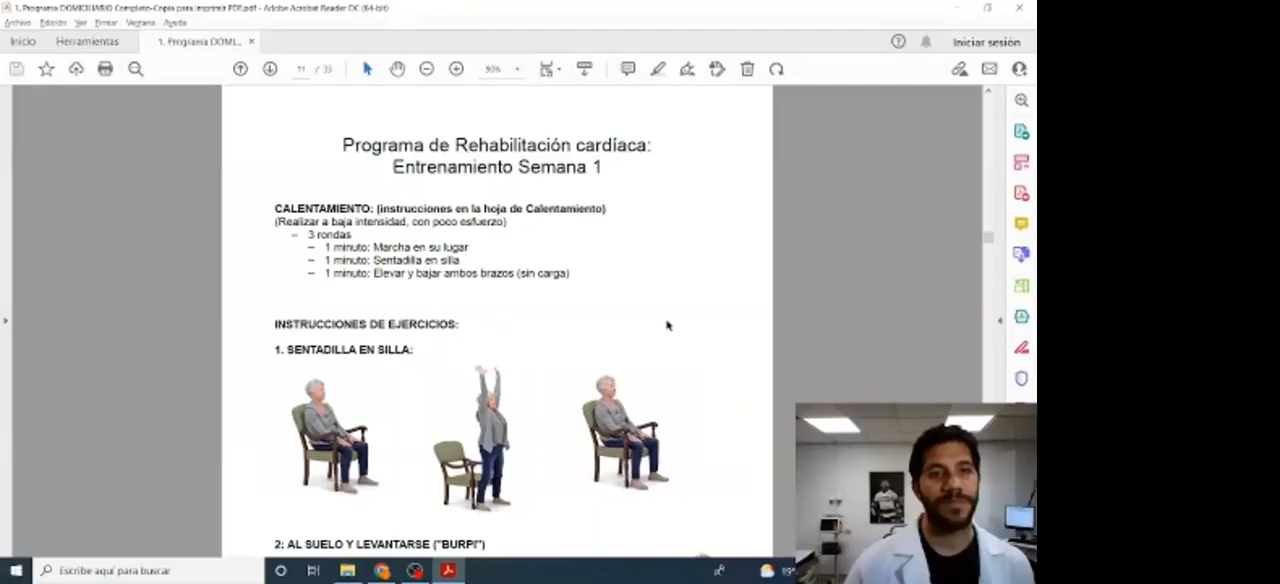 1. Programa DOMICILIARIO Completo-Copia para imprimir PDF.pdf - Adobe Acrobat Reader DC (64-bit)
Archivo Edición Ver Firmar Ventana Ayuda
Inicio Herramientas 1. Programa DOMI... × Iniciar sesión
11 / 33 90%
Programa de Rehabilitación cardíaca:
Entrenamiento Semana 1
CALENTAMIENTO: (instrucciones en la hoja de Calentamiento)
(Realizar a baja intensidad, con poco esfuerzo)
– 3 rondas
– 1 minuto: Marcha en su lugar
– 1 minuto: Sentadilla en silla
– 1 minuto: Elevar y bajar ambos brazos (sin carga)
INSTRUCCIONES DE EJERCICIOS:
1. SENTADILLA EN SILLA:
2: AL SUELO Y LEVANTARSE ("BURPI")
Escribe aquí para buscar